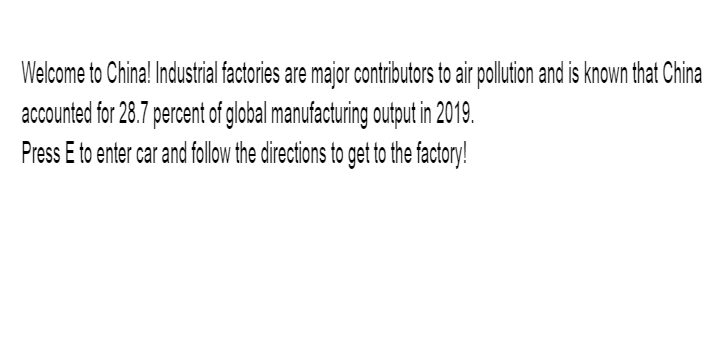 Welcome to China! Industrial factories are major contributors to air pollution and is known that China
accounted for 28.7 percent of global manufacturing output in 2019.
Press E to enter car and follow the directions to get to the factory!